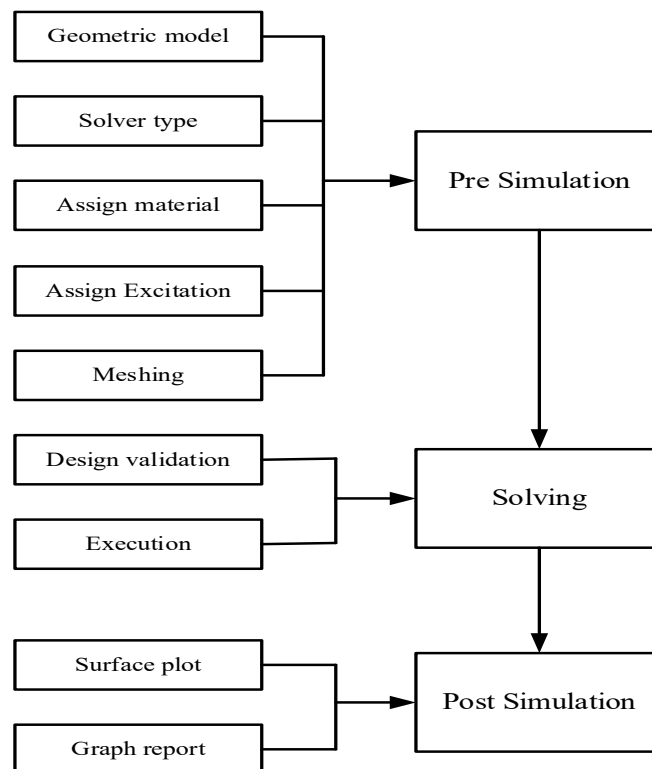 Geometric model
Solver type
Assign material
Assign Excitation
Meshing
Pre Simulation
Design validation
Execution
Solving
Surface plot
Graph report
Post Simulation